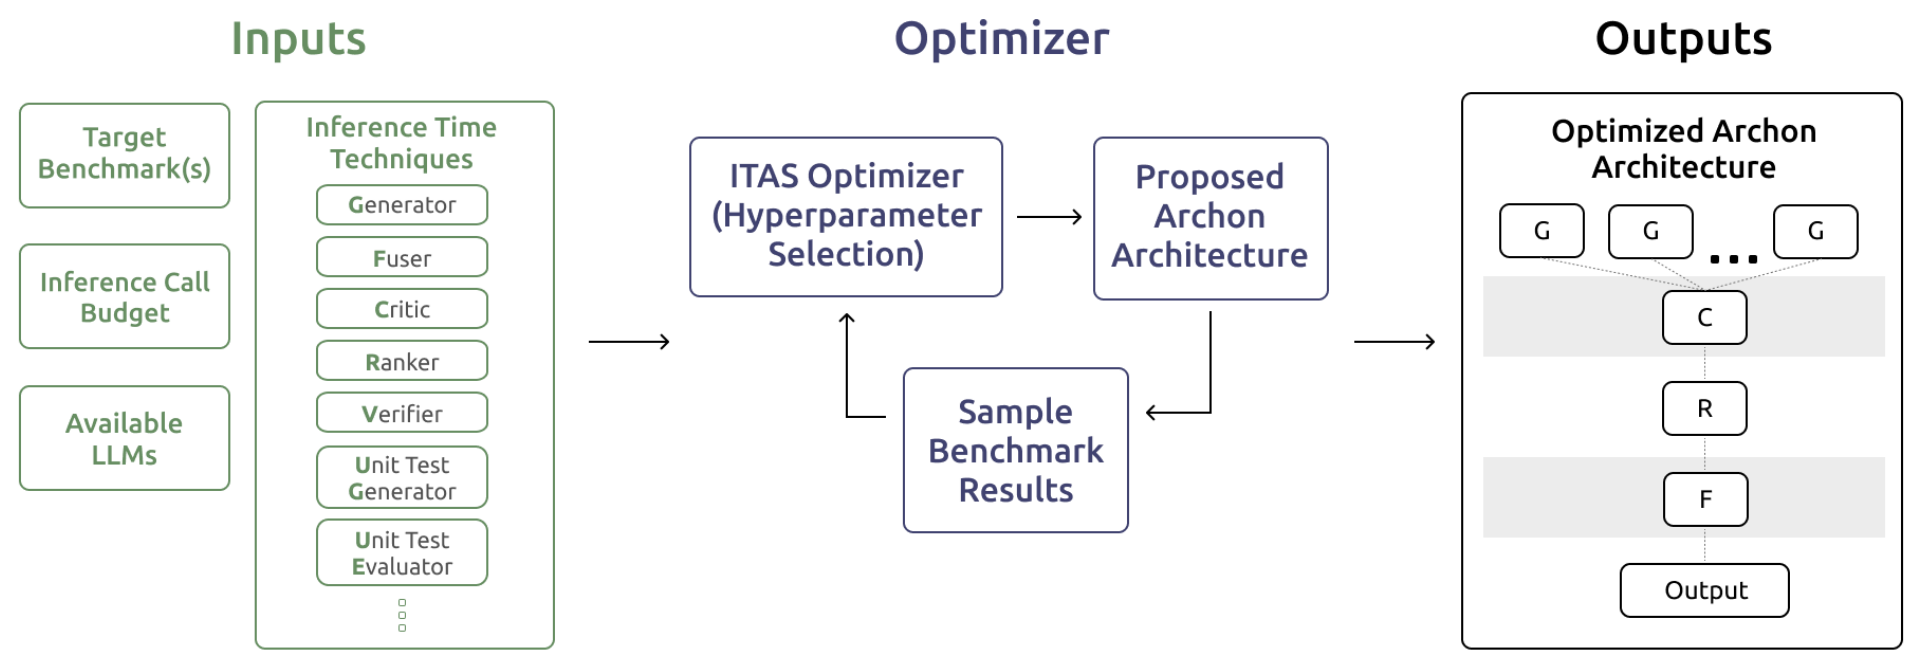 Inputs
Target
Benchmark(s)
Inference Call
Budget
Available
LLMs
Inference Time
Techniques
Generator
Fuser
Critic
Ranker
Verifier
Unit Test
Generator
Unit Test
Evaluator
Optimizer
ITAS Optimizer
(Hyperparameter
Selection)
Proposed
Archon
Architecture
Sample
Benchmark
Results
Outputs
Optimized Archon
Architecture
G G ... G
C
R
F
Output